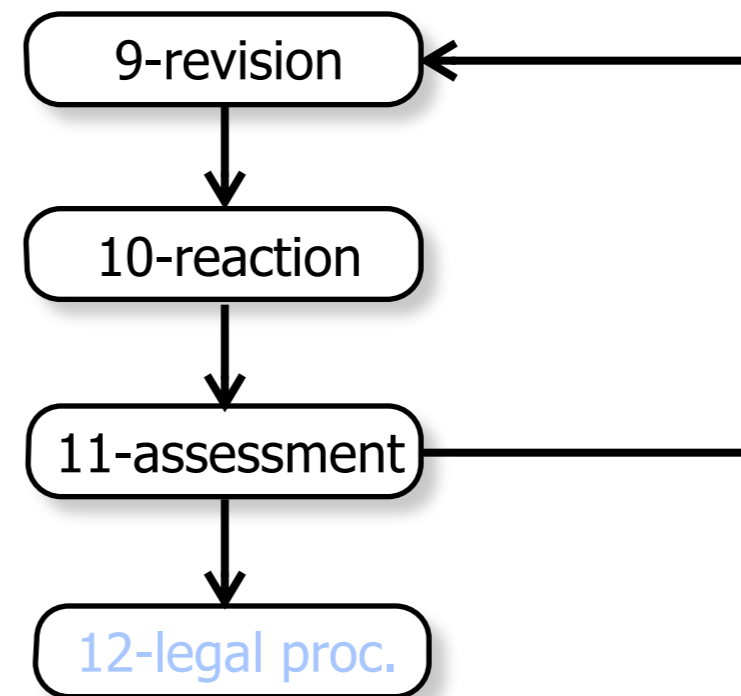 9-revision
10-reaction
11-assessment
12-legal proc.